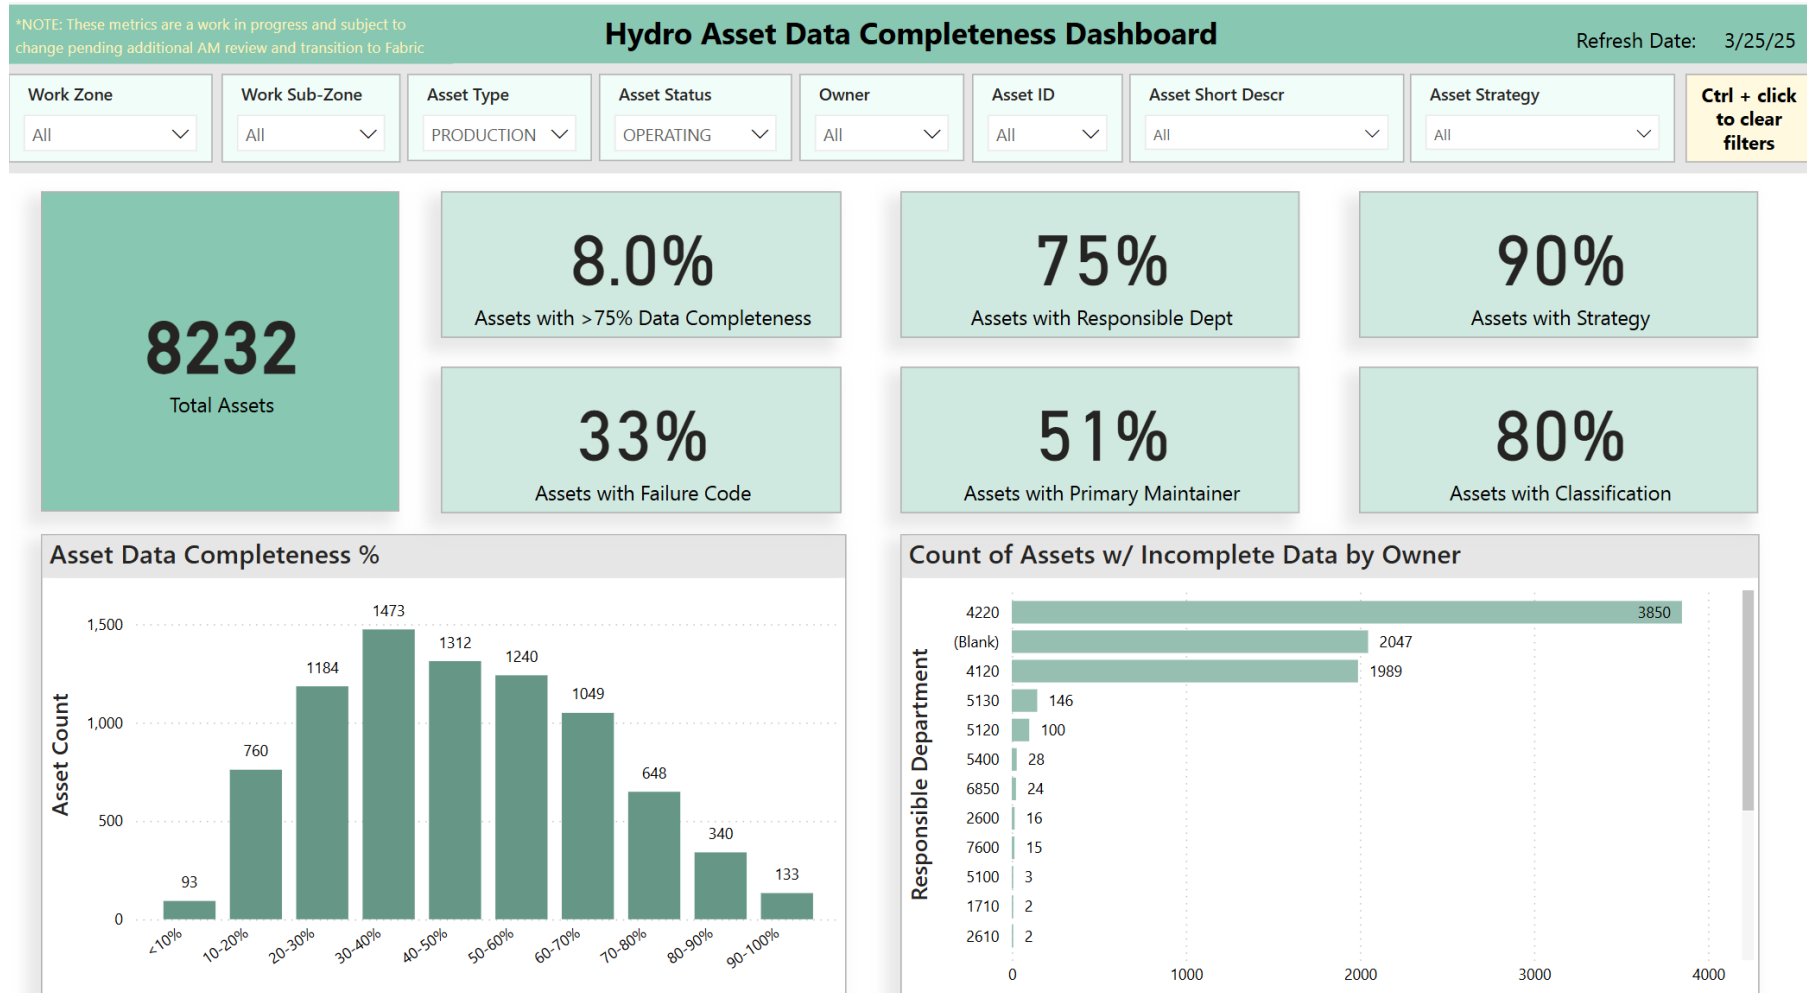 *NOTE: These metrics are a work in progress and subject to
change pending additional AM review and transition to Fabric
Hydro Asset Data Completeness Dashboard
Refresh Date: 3/25/25
Work Zone
All
Work Sub-Zone
All
Asset Type
PRODUCTION
Asset Status
OPERATING
Owner
All
Asset ID
All
Asset Short Descr
All
Asset Strategy
All
Ctrl + click
to clear
filters
8232
Total Assets
8.0%
Assets with >75% Data Completeness
75%
Assets with Responsible Dept
90%
Assets with Strategy
33%
Assets with Failure Code
51%
Assets with Primary Maintainer
80%
Assets with Classification
Asset Data Completeness %
Asset Count
1,500
1,000
500
0
93
760
1184
1473
1312
1240
1049
648
340
133
<10%
10-20%
20-30%
30-40%
40-50%
50-60%
60-70%
70-80%
80-90%
90-100%
Count of Assets w/ Incomplete Data by Owner
Responsible Department
4220 3850
(Blank) 2047
4120 1989
5130 146
5120 100
5400 28
6850 24
2600 16
7600 15
5100 3
1710 2
2610 2
0 1000 2000 3000 4000